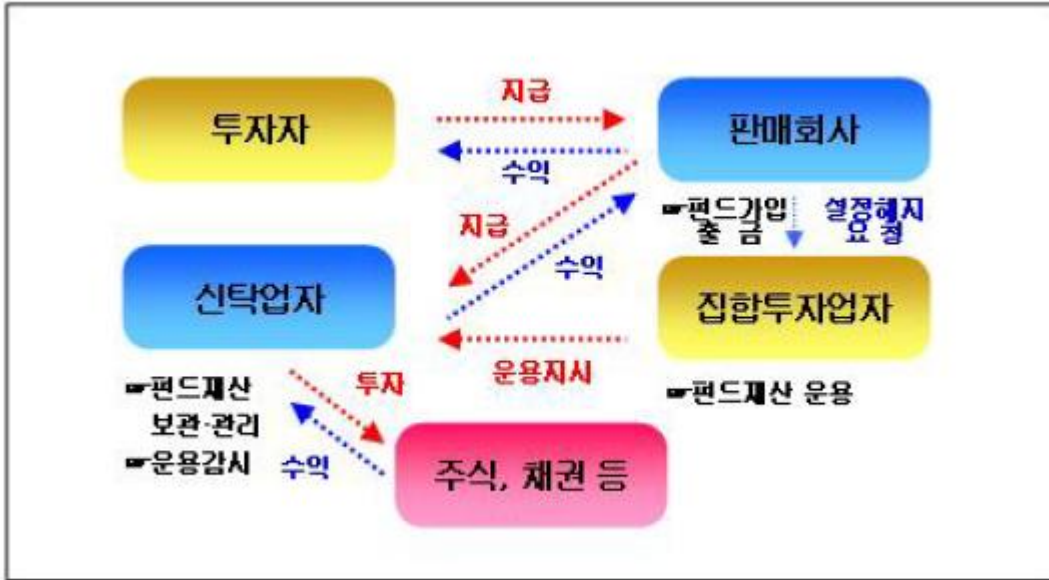 지급
투자자
판매회사
수익
☞펀드가입
출 금
설정해지
요 청
지급
수익
신탁업자
집합투자업자
운용지시
☞펀드재산
보관·관리
☞운용감시
투자
수익
☞펀드재산 운용
주식, 채권 등